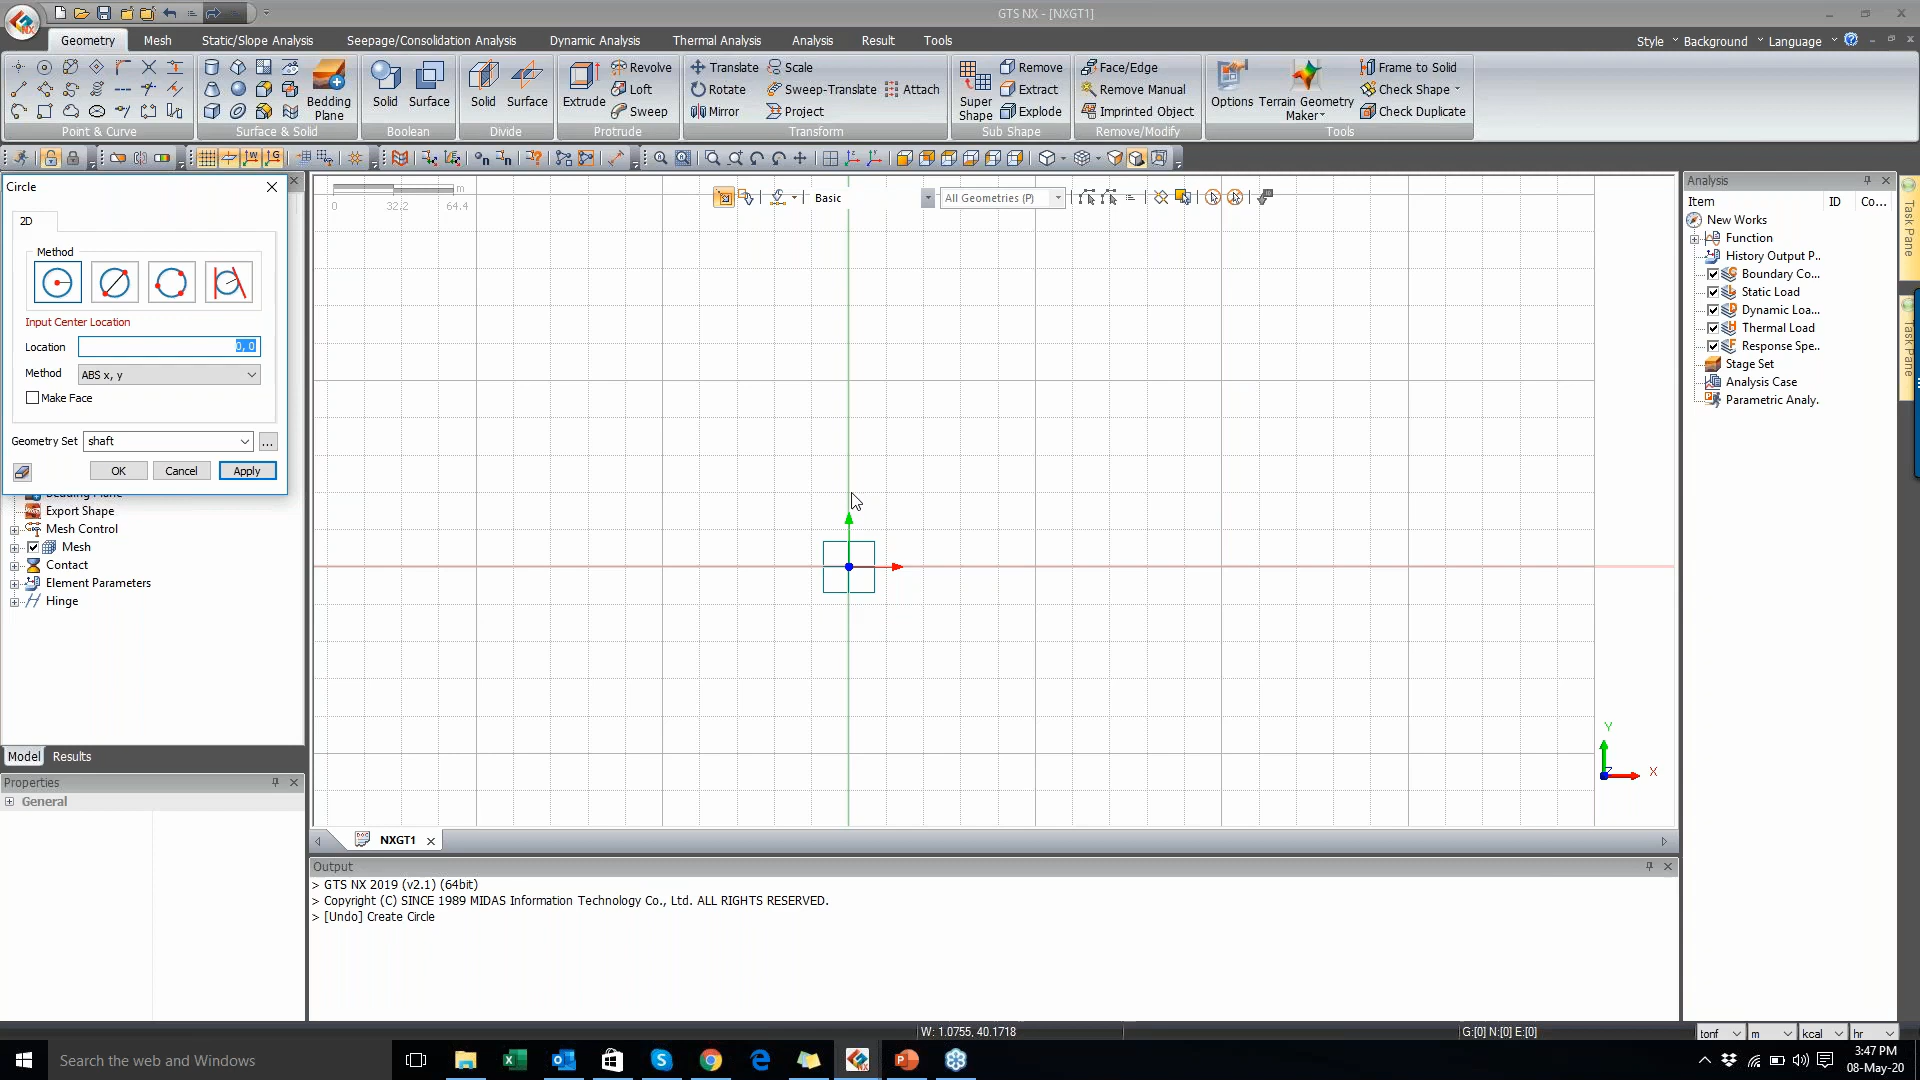 GTS NX - [NXGT1]
Geometry Mesh Static/Slope Analysis Seepage/Consolidation Analysis Dynamic Analysis Thermal Analysis Analysis Result Tools
Style Background Language
Bedding Plane
Solid Surface
Solid Surface
Extrude
Revolve
Loft
Sweep
Translate Scale
Rotate Sweep-Translate Attach
Mirror Project
Super Shape
Remove
Extract
Explode
Face/Edge
Remove Manual
Imprinted Object
Options
Terrain Geometry Maker
Frame to Solid
Check Shape
Check Duplicate
Point & Curve Surface & Solid Boolean Divide Protrude Transform Sub Shape Remove/Modify Tools
Circle
2D
Method
Input Center Location
Location 0, 0
Method ABS x, y
Make Face
Geometry Set shaft ...
OK Cancel Apply
Export Shape
Mesh Control
Mesh
Contact
Element Parameters
Hinge
Model Results
Properties
General
m
0 32.2 64.4
Basic
All Geometries (P)
Y
X
NXGT1
Output
> GTS NX 2019 (v2.1) (64bit)
> Copyright (C) SINCE 1989 MIDAS Information Technology Co., Ltd. ALL RIGHTS RESERVED.
> [Undo] Create Circle
Analysis
Item ID Co...
New Works
Function
History Output P..
Boundary Co...
Static Load
Dynamic Loa...
Thermal Load
Response Spe..
Stage Set
Analysis Case
Parametric Analy.
Task Pane
Task Pane
W: 1.0755, 40.1718
G:[0] N:[0] E:[0]
tonf m kcal hr
Search the web and Windows
3:47 PM
08-May-20